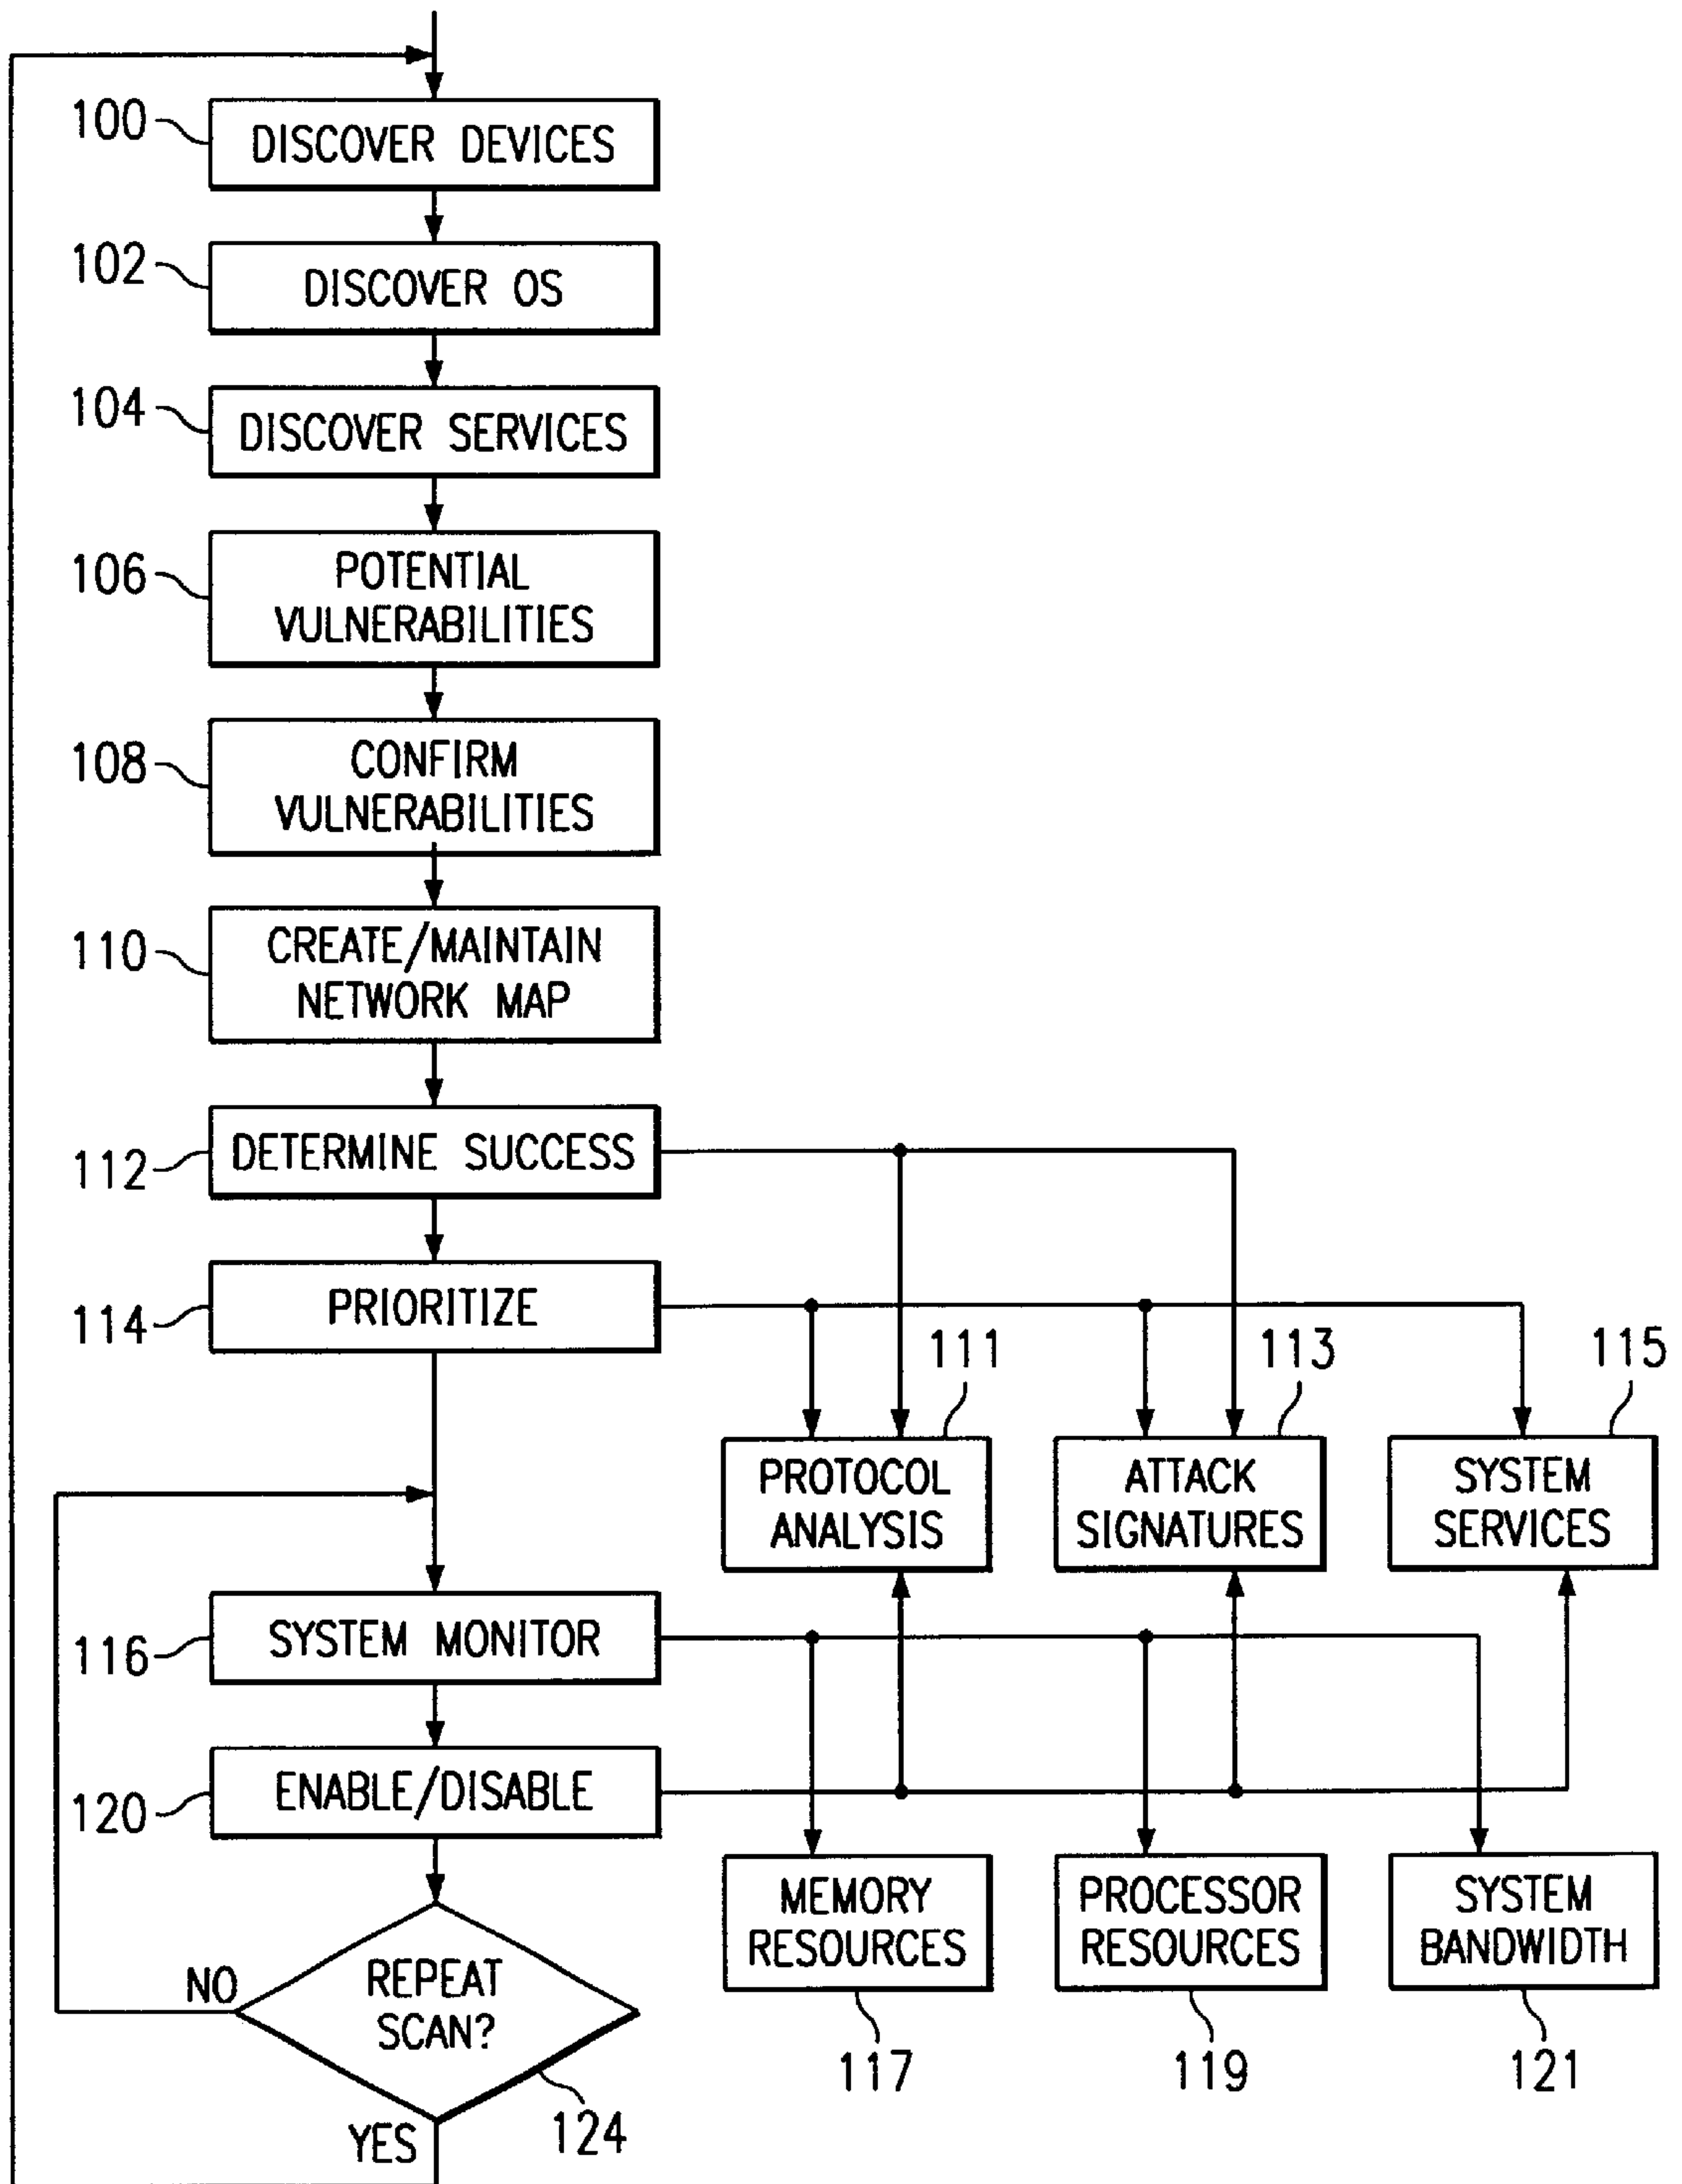 100
DISCOVER DEVICES
102
DISCOVER OS
104
DISCOVER SERVICES
106
POTENTIAL
VULNERABILITIES
108
CONFIRM
VULNERABILITIES
110
CREATE/MAINTAIN
NETWORK MAP
112
DETERMINE SUCCESS
114
PRIORITIZE
111
113
115
PROTOCOL
ANALYSIS
ATTACK
SIGNATURES
SYSTEM
SERVICES
116
SYSTEM MONITOR
120
ENABLE/DISABLE
MEMORY
RESOURCES
PROCESSOR
RESOURCES
SYSTEM
BANDWIDTH
117
119
121
NO
REPEAT
SCAN?
YES
124